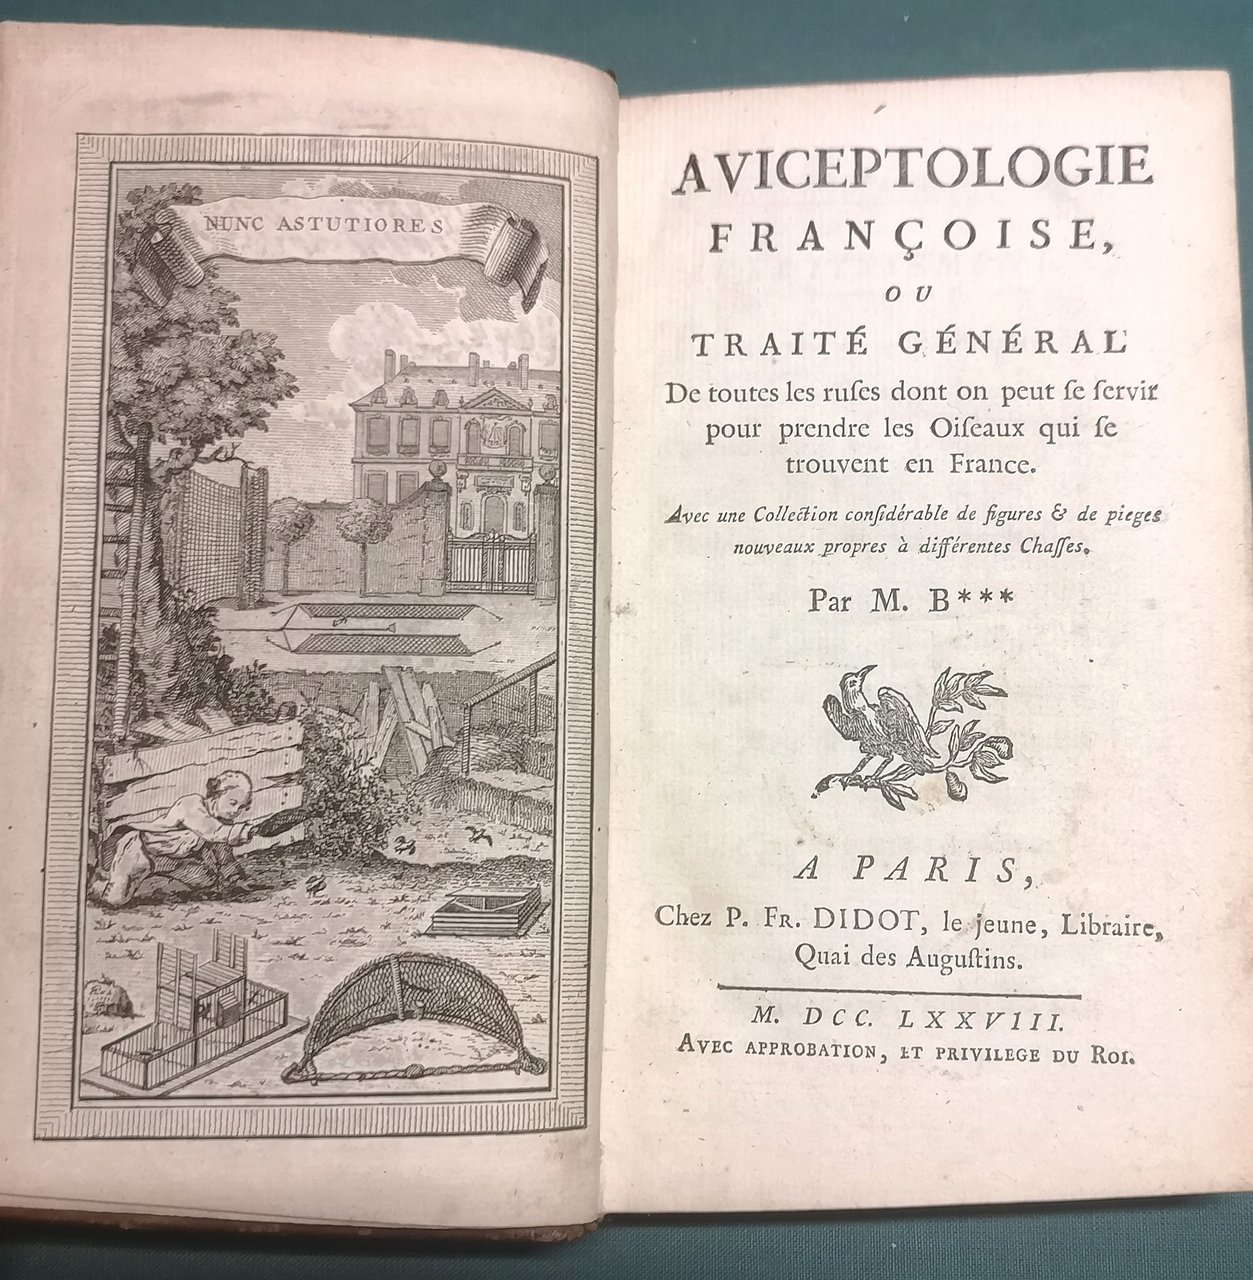 NUNC ASTUTIORES
AVICEPTOLOGIE
FRANÇOISE,
OU
TRAITÉ GÉNÉRAL
De toutes les ruſes dont on peut ſe ſervir
pour prendre les Oiſeaux qui ſe
trouvent en France.
Avec une Collection conſidérable de figures & de pieges
nouveaux propres à différentes Chaſſes.
Par M. B***
A PARIS,
Chez P. FR. DIDOT, le jeune, Libraire,
Quai des Auguſtins.
M. DCC. LXXVIII.
AVEC APPROBATION, ET PRIVILEGE DU ROI.